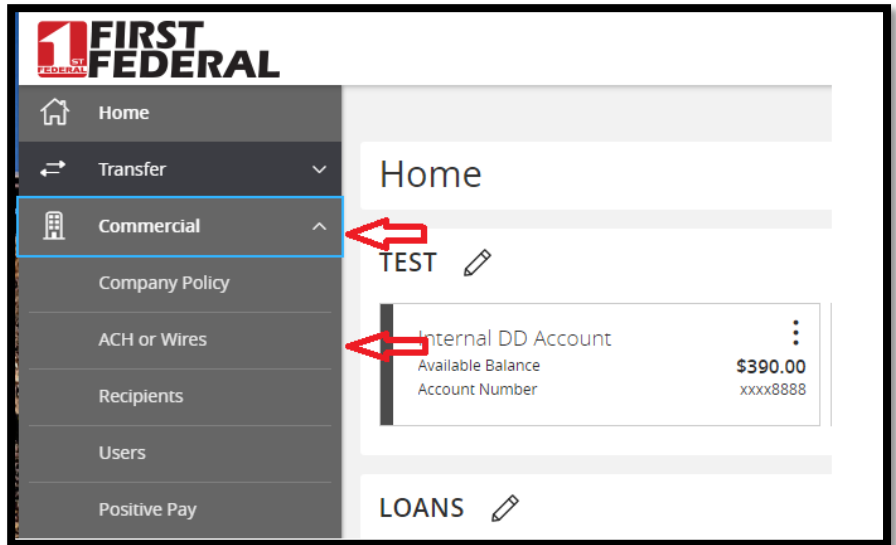 1 FIRST
ST
FEDERAL FEDERAL
Home
Transfer
Commercial
Company Policy
ACH or Wires
Recipients
Users
Positive Pay
Home
TEST
Internal DD Account
Available Balance $390.00
Account Number xxxx8888
LOANS